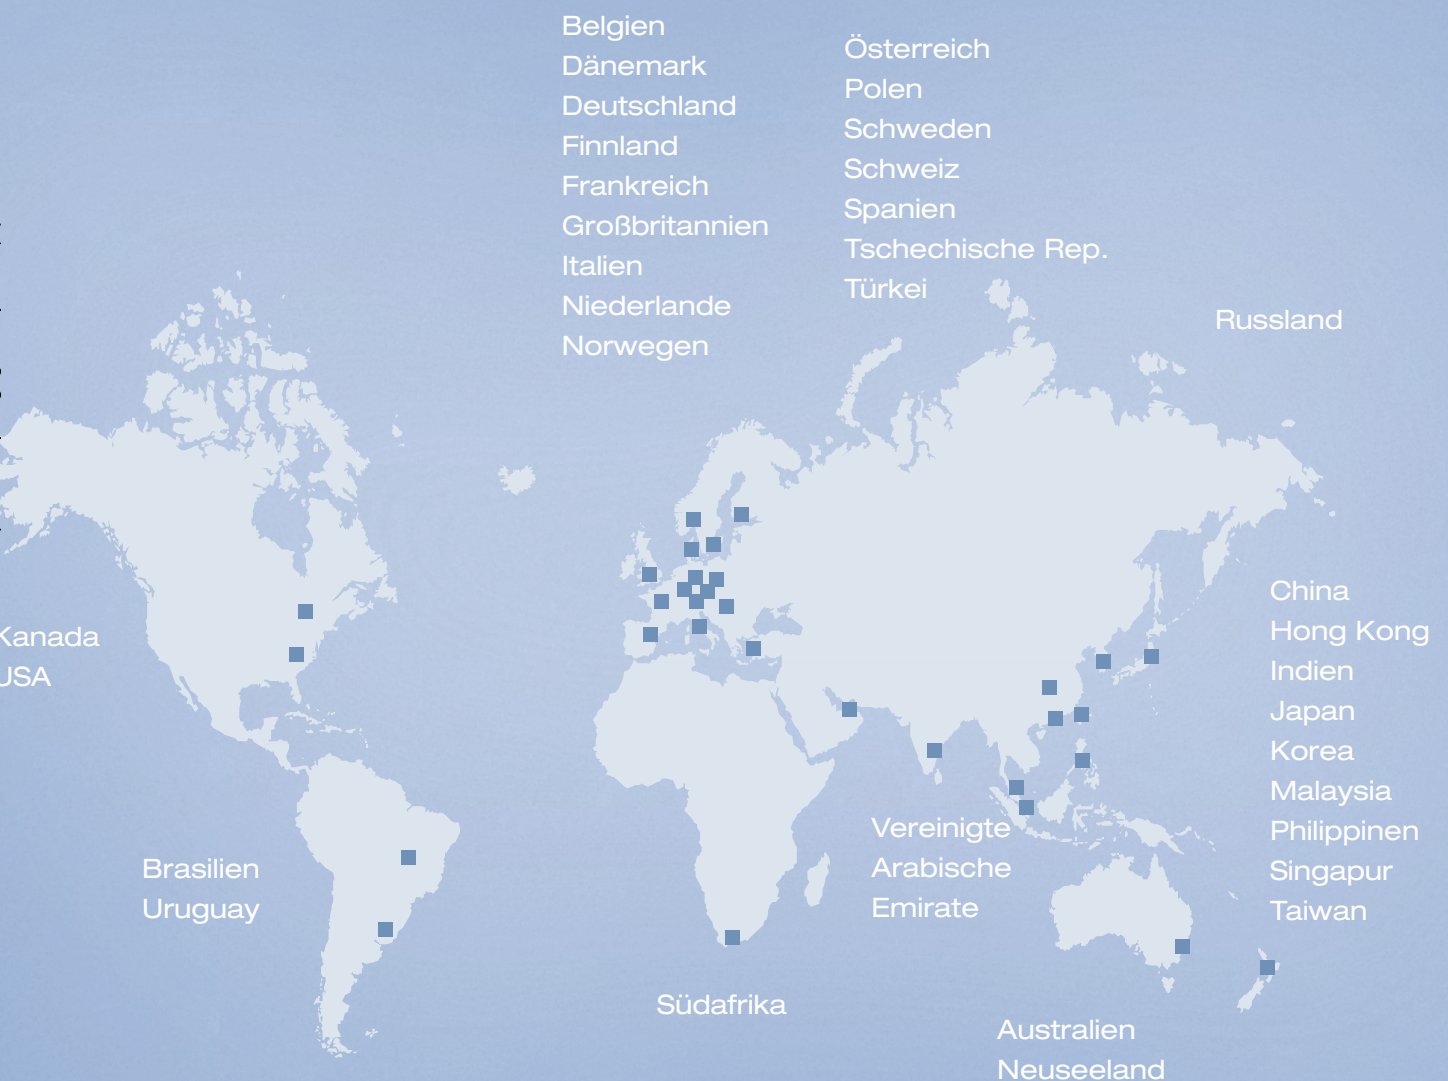 Belgien
Dänemark
Deutschland
Finnland
Frankreich
Großbritannien
Italien
Niederlande
Norwegen
Österreich
Polen
Schweden
Schweiz
Spanien
Tschechische Rep.
Türkei
Russland
Kanada
USA
Brasilien
Uruguay
Südafrika
Vereinigte
Arabische
Emirate
China
Hong Kong
Indien
Japan
Korea
Malaysia
Philippinen
Singapur
Taiwan
Australien
Neuseeland